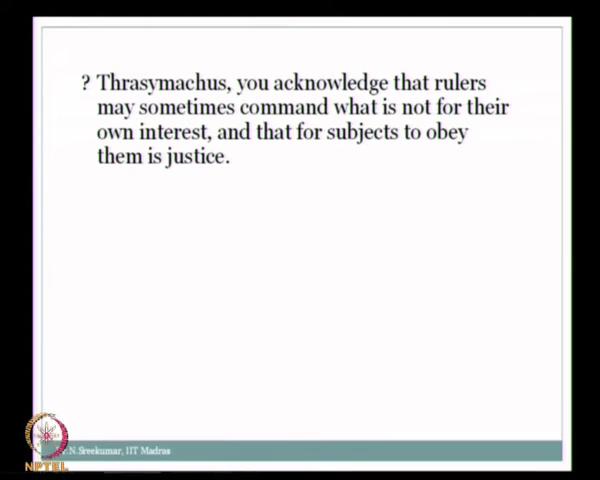 ? Thrasymachus, you acknowledge that rulers
may sometimes command what is not for their
own interest, and that for subjects to obey
them is justice.
N.Sreekumar, IIT Madras
NPTEL